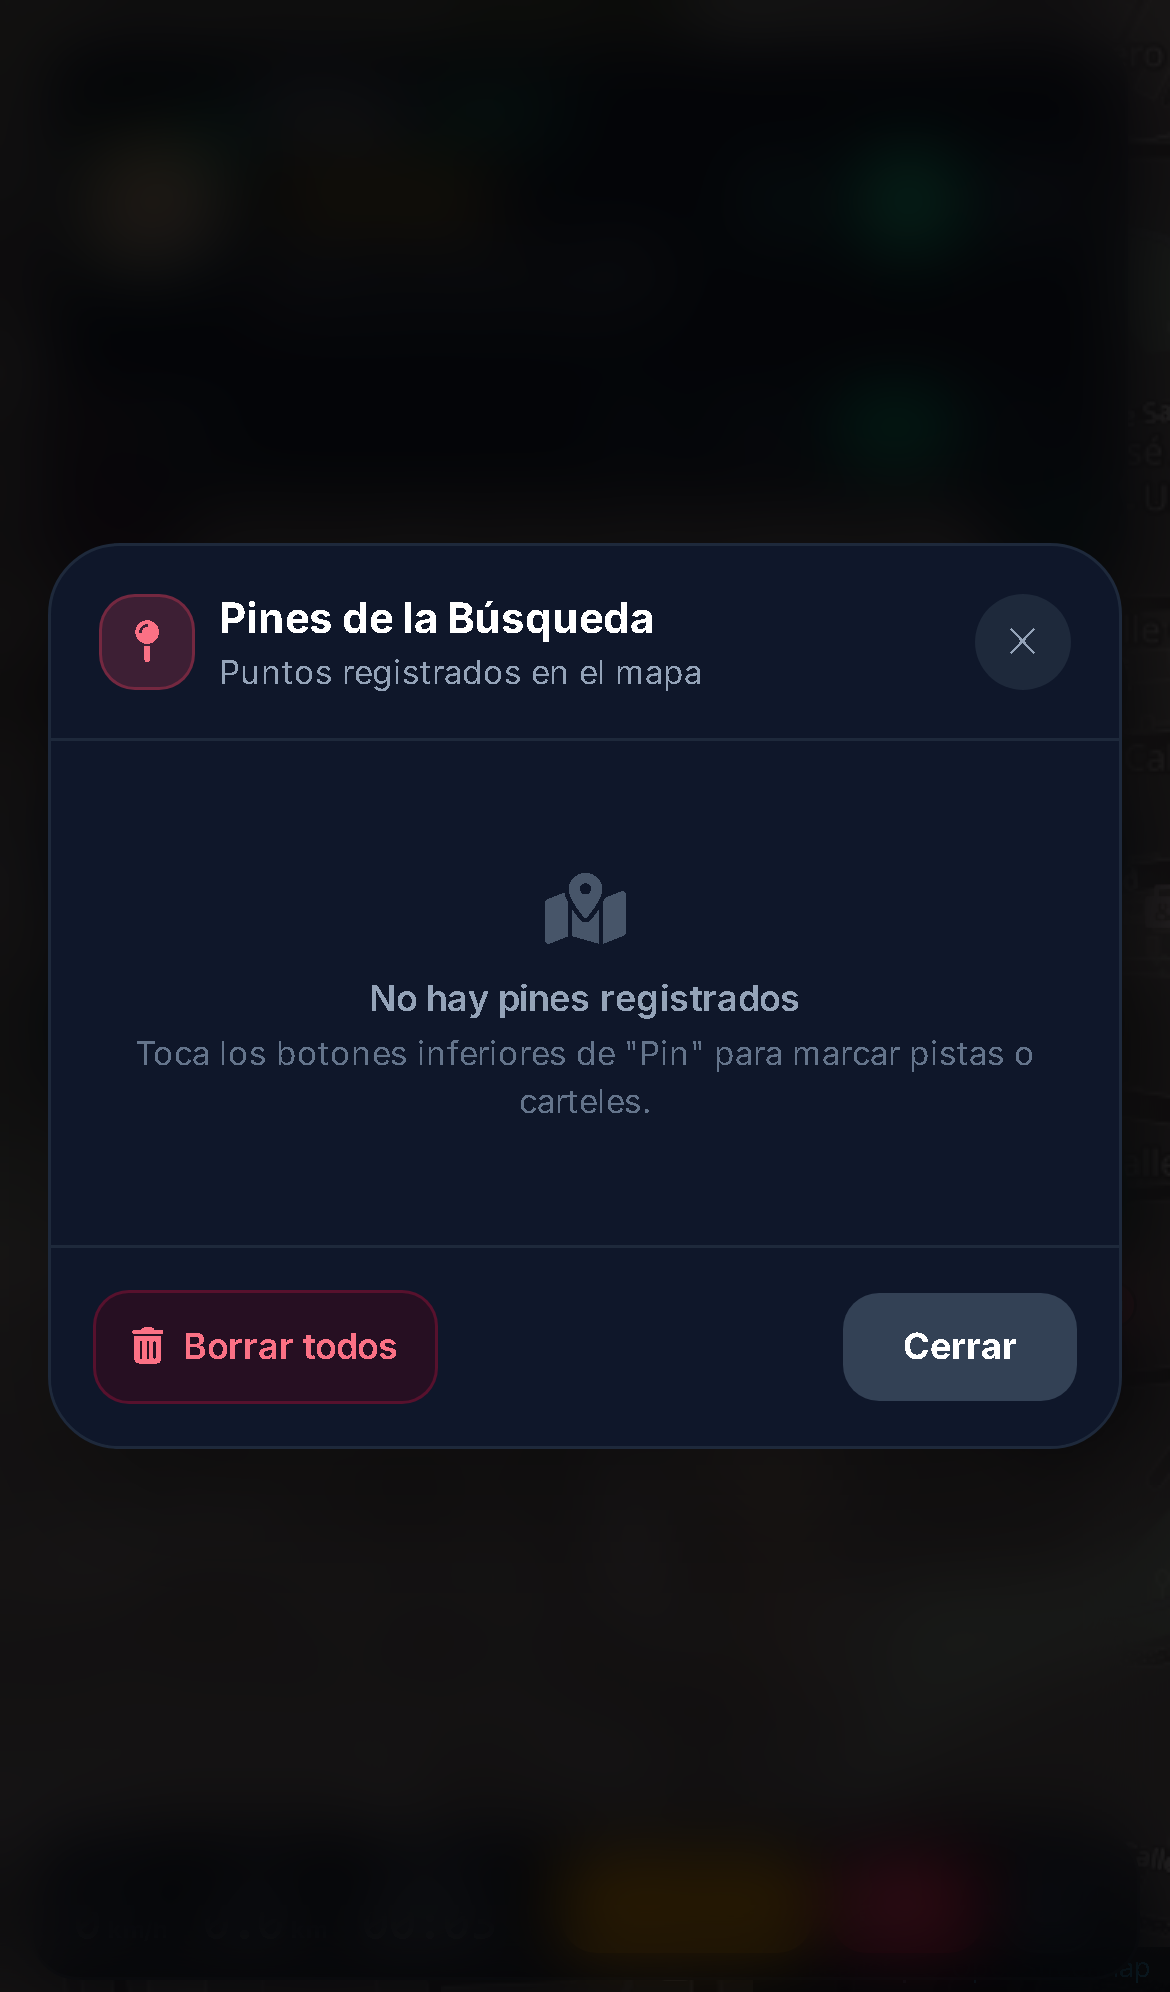 Pines de la Búsqueda
Puntos registrados en el mapa
No hay pines registrados
Toca los botones inferiores de "Pin" para marcar pistas o
carteles.
Borrar todos
Cerrar